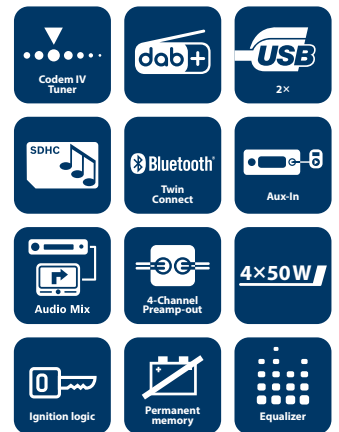 Codem IV
Tuner
dab+
USB
2×
SDHC
Bluetooth®
Twin
Connect
Aux-In
Audio Mix
4-Channel
Preamp-out
4×50W
Ignition logic
Permanent
memory
Equalizer